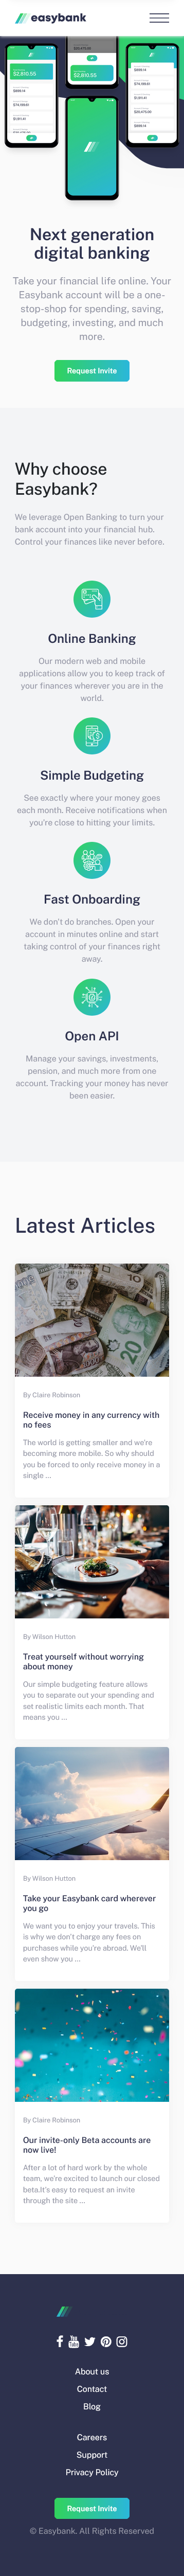 easybank
Next generation
digital banking
Take your financial life online. Your
Easybank account will be a one-
stop-shop for spending, saving,
budgeting, investing, and much
more.
Request Invite
Why choose
Easybank?
We leverage Open Banking to turn your
bank account into your financial hub.
Control your finances like never before.
Online Banking
Our modern web and mobile
applications allow you to keep track of
your finances wherever you are in the
world.
Simple Budgeting
See exactly where your money goes
each month. Receive notifications when
you're close to hitting your limits.
Fast Onboarding
We don't do branches. Open your
account in minutes online and start
taking control of your finances right
away.
Open API
Manage your savings, investments,
pension, and much more from one
account. Tracking your money has never
been easier.
Latest Articles
By Claire Robinson
Receive money in any currency with
no fees
The world is getting smaller and we're
becoming more mobile. So why should
you be forced to only receive money in a
single ...
By Wilson Hutton
Treat yourself without worrying
about money
Our simple budgeting feature allows
you to separate out your spending and
set realistic limits each month. That
means you ...
By Wilson Hutton
Take your Easybank card wherever
you go
We want you to enjoy your travels. This
is why we don't charge any fees on
purchases while you're abroad. We'll
even show you ...
By Claire Robinson
Our invite-only Beta accounts are
now live!
After a lot of hard work by the whole
team, we're excited to launch our closed
beta.It's easy to request an invite
through the site ...
You
About us
Contact
Blog
Careers
Support
Privacy Policy
Request Invite
© Easybank. All Rights Reserved